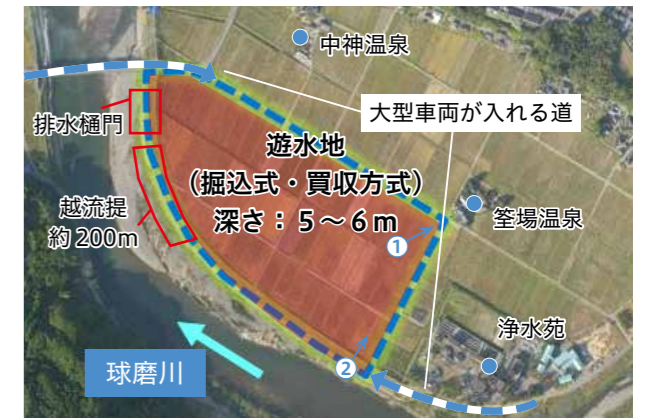 中神温泉
大型車両が入れる道
排水樋門
遊水地
（掘込式・買収方式）
深さ：５～６ｍ
越流提
約 200m
筌場温泉
①
浄水苑
②
球磨川